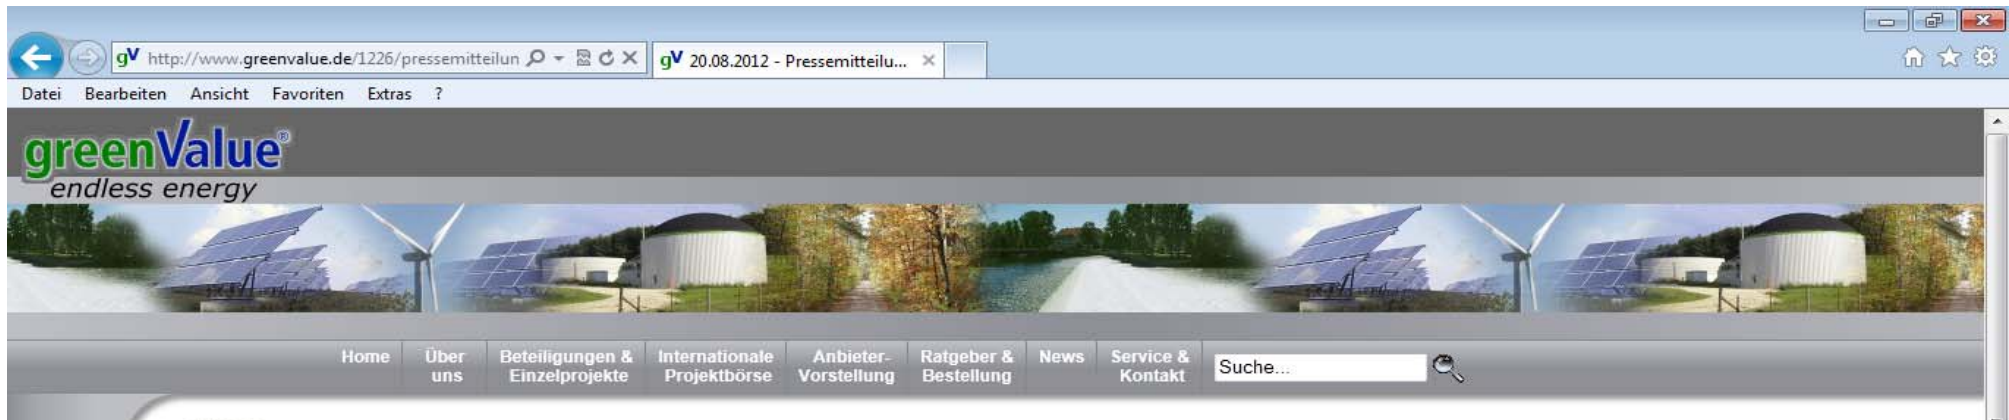 http://www.greenvalue.de/1226/pressemitteilun
gV 20.08.2012 - Pressemitteilu...
Datei Bearbeiten Ansicht Favoriten Extras ?
greenValue®
endless energy
Home Über uns Beteiligungen & Einzelprojekte Internationale Projektbörse Anbieter-Vorstellung Ratgeber & Bestellung News Service & Kontakt Suche...